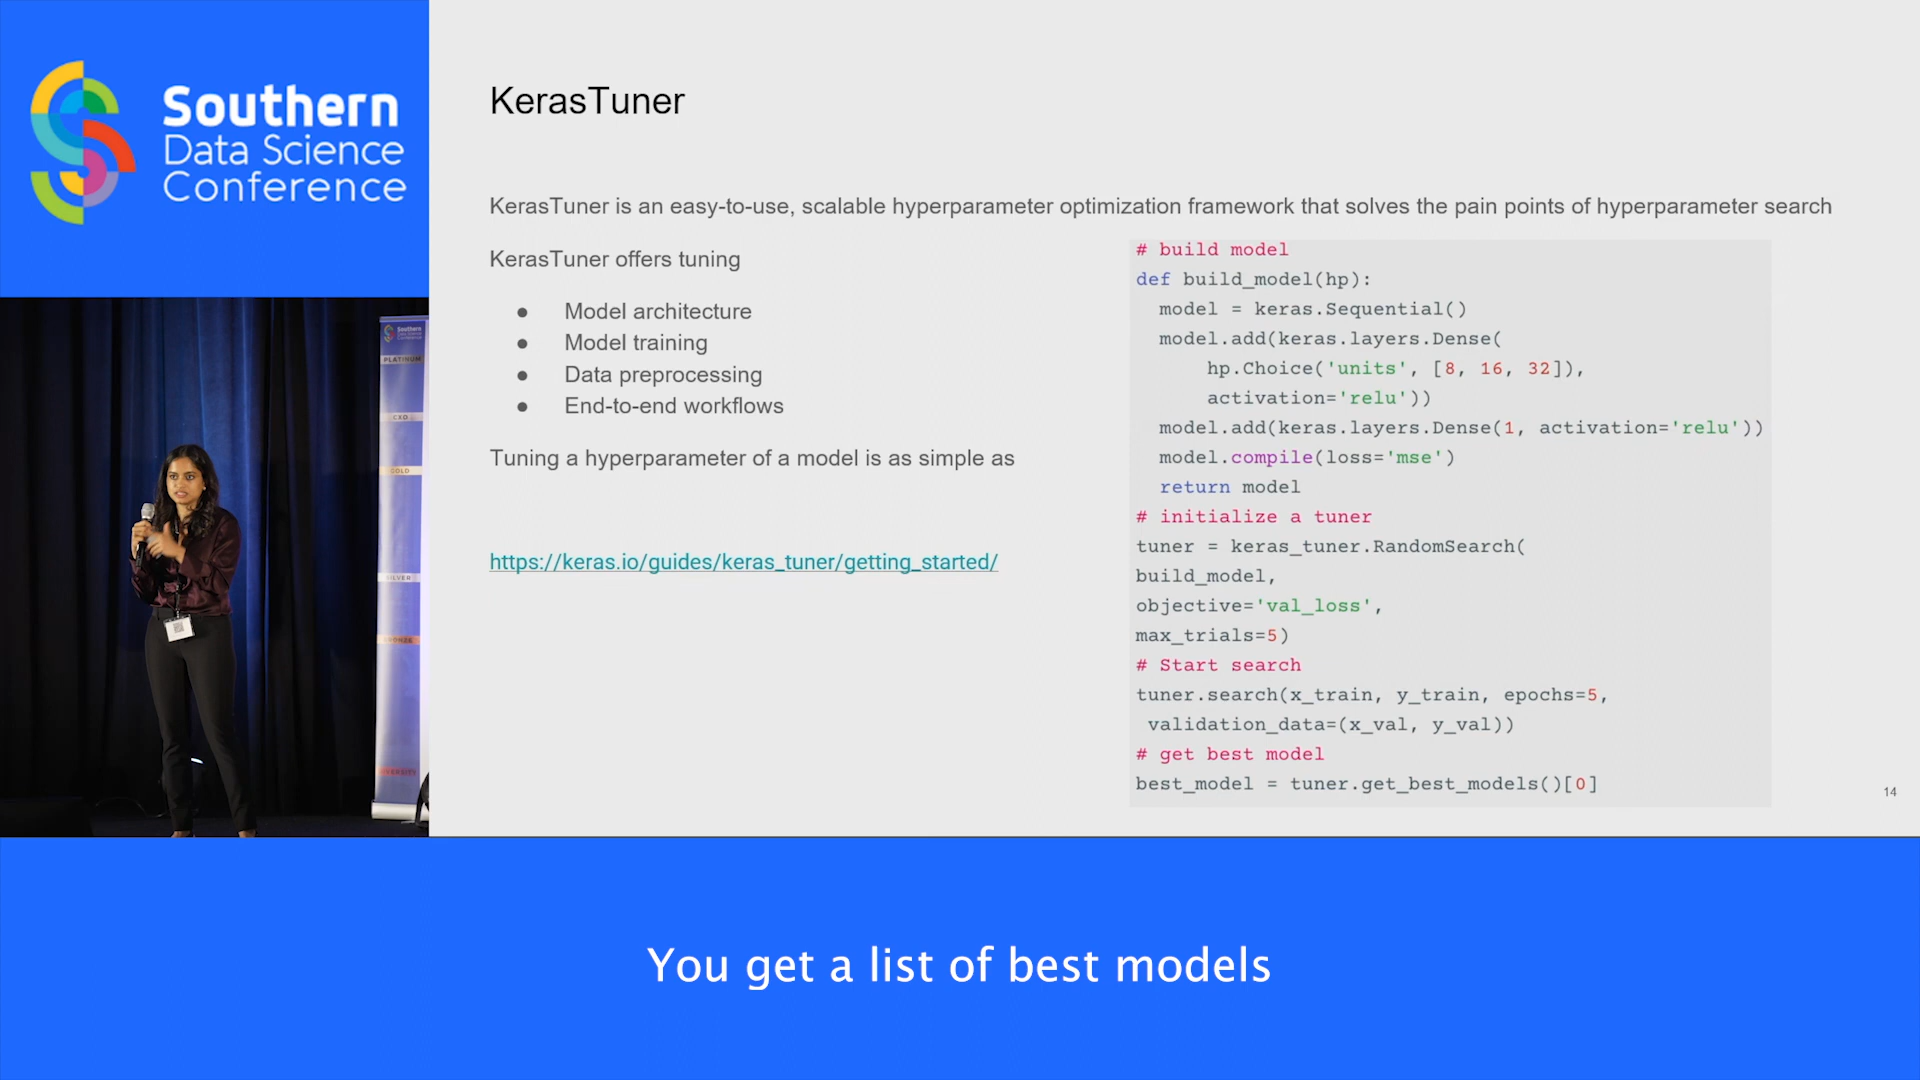 Southern
Data Science
Conference
KerasTuner
KerasTuner is an easy-to-use, scalable hyperparameter optimization framework that solves the pain points of hyperparameter search
KerasTuner offers tuning
● Model architecture
● Model training
● Data preprocessing
● End-to-end workflows
Tuning a hyperparameter of a model is as simple as
https://keras.io/guides/keras_tuner/getting_started/
# build model
def build_model(hp):
  model = keras.Sequential()
  model.add(keras.layers.Dense(
      hp.Choice('units', [8, 16, 32]),
      activation='relu'))
  model.add(keras.layers.Dense(1, activation='relu'))
  model.compile(loss='mse')
  return model
# initialize a tuner
tuner = keras_tuner.RandomSearch(
build_model,
objective='val_loss',
max_trials=5)
# Start search
tuner.search(x_train, y_train, epochs=5,
 validation_data=(x_val, y_val))
# get best model
best_model = tuner.get_best_models()[0]
14
Southern
PLATINUM
CXO
GOLD
SILVER
BRONZE
You get a list of best models